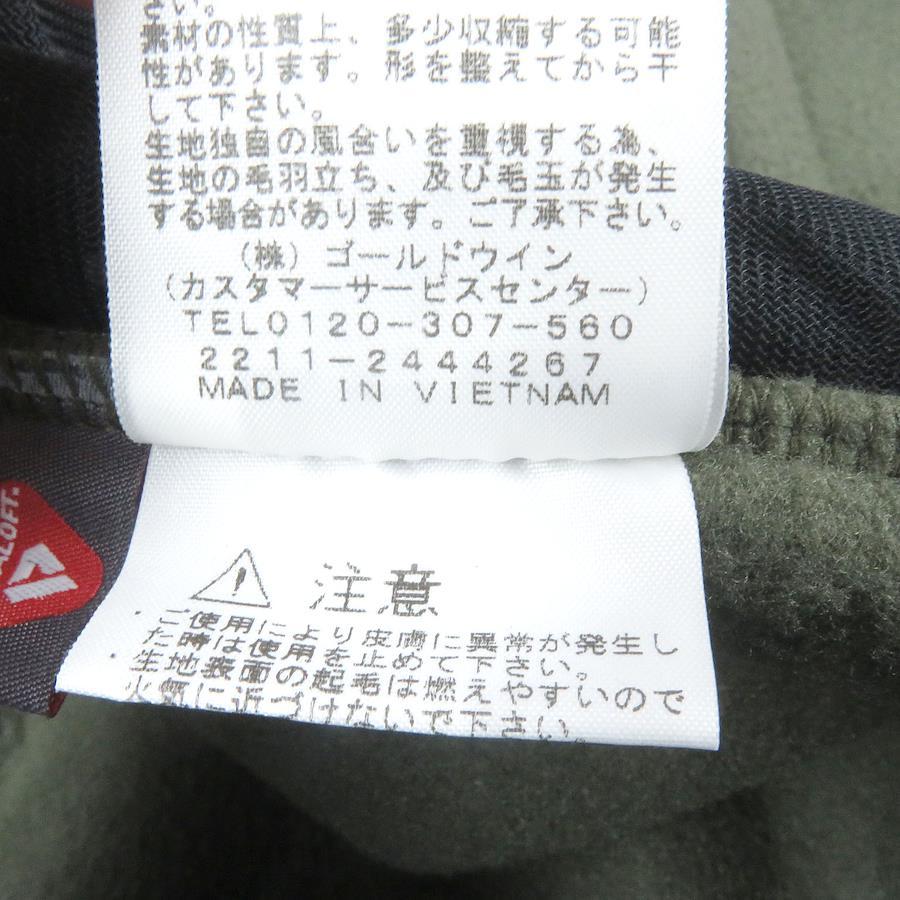 さい。
素材の性質上、多少収縮する可能
性があります。形を整えてから干
して下さい。
生地独自の風合いを重視する為、
生地の毛羽立ち、及び毛玉が発生
する場合があります。ご了承下さい。
(株) ゴールドウイン
(カスタマーサービスセンター)
TEL0120-307-560
2211-2444267
MADE IN VIETNAM
ALOFT.
注意
ご使用により皮膚に異常が発生し
た時は使用を止めて下さい。
生地表面の起毛は燃えやすいので
火気に近づけないで下さい。